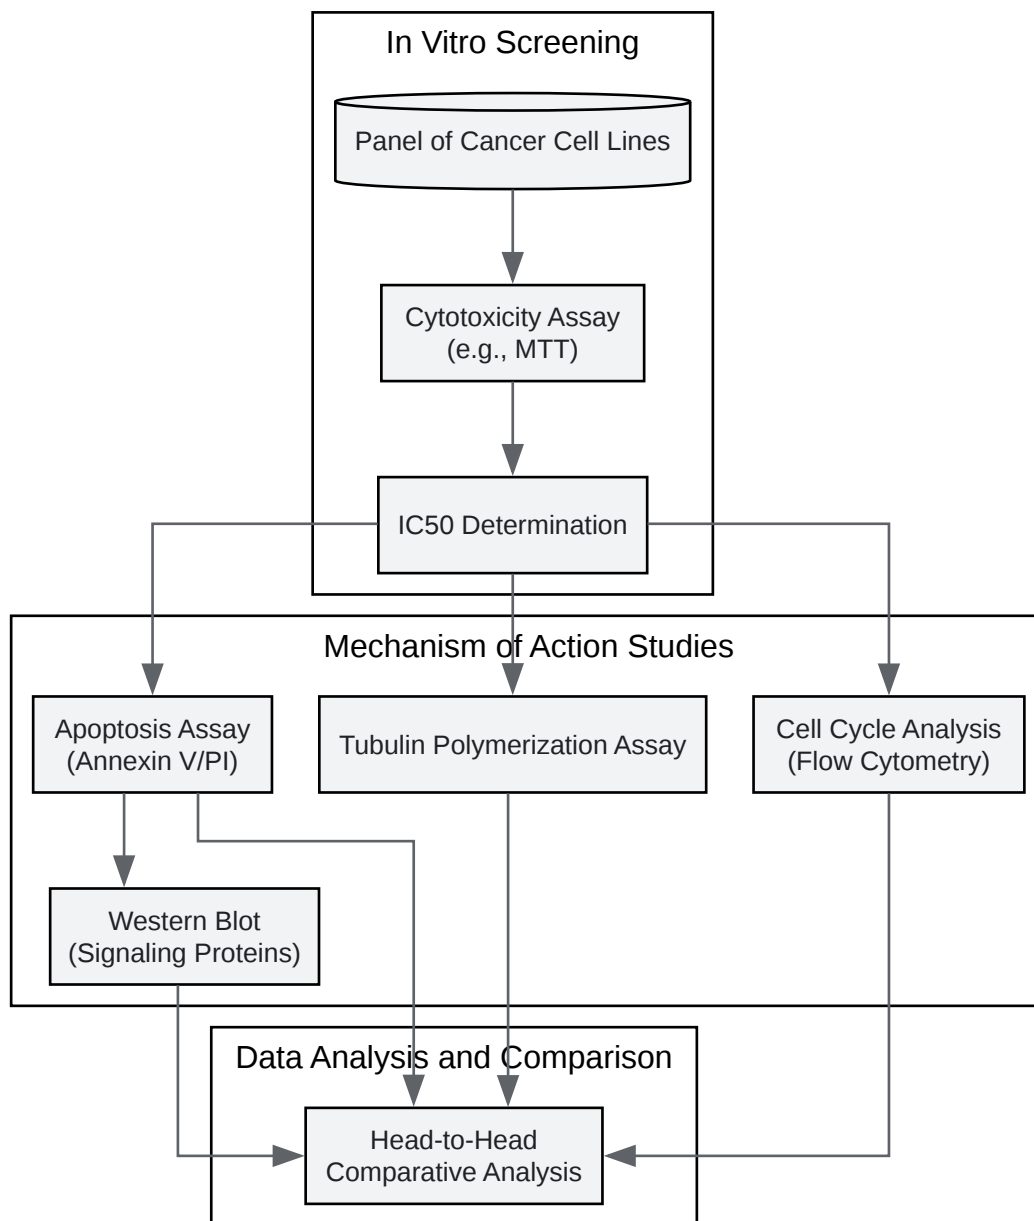 In Vitro Screening
Panel of Cancer Cell Lines
Cytotoxicity Assay
(e.g., MTT)
IC50 Determination
Mechanism of Action Studies
Apoptosis Assay
(Annexin V/PI)
Tubulin Polymerization Assay
Cell Cycle Analysis
(Flow Cytometry)
Western Blot
(Signaling Proteins)
Data Analysis and Comparison
Head-to-Head
Comparative Analysis